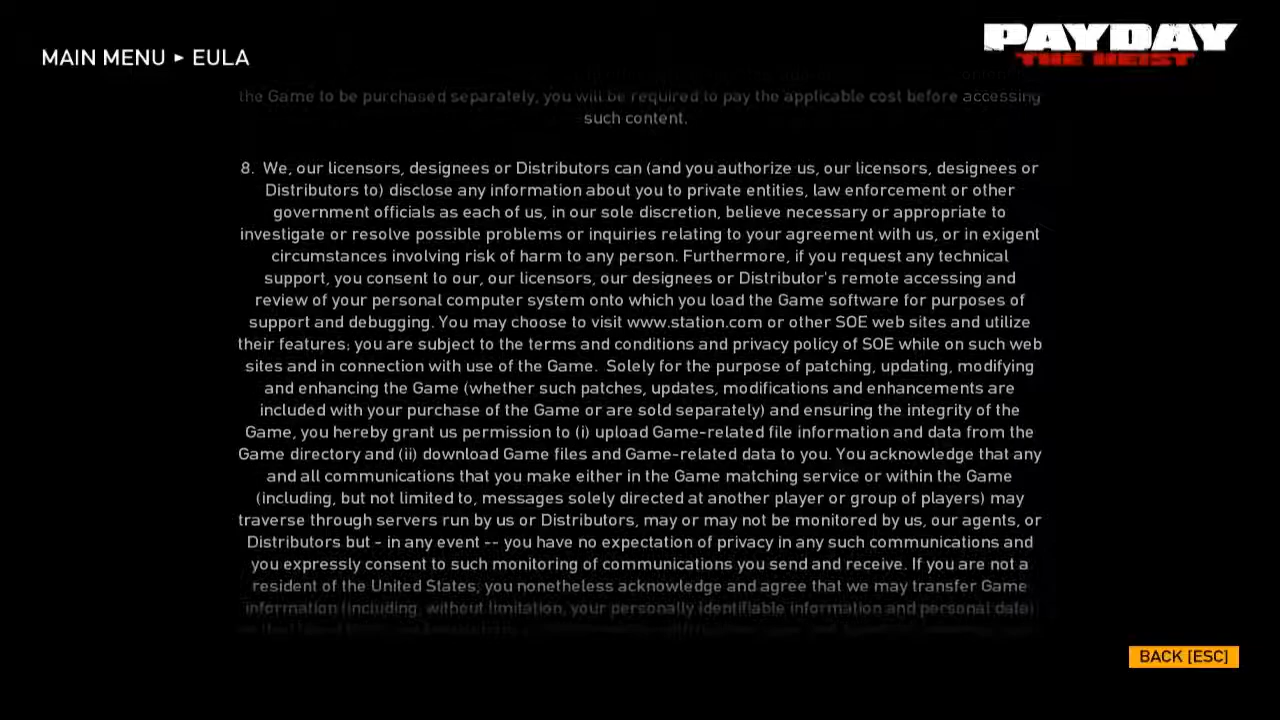 MAIN MENU ► EULA
PAYDAY
THE HEIST
the Game to be purchased separately, you will be required to pay the applicable cost before accessing
such content.
8.  We, our licensors, designees or Distributors can (and you authorize us, our licensors, designees or
Distributors to) disclose any information about you to private entities, law enforcement or other
government officials as each of us, in our sole discretion, believe necessary or appropriate to
investigate or resolve possible problems or inquiries relating to your agreement with us, or in exigent
circumstances involving risk of harm to any person. Furthermore, if you request any technical
support, you consent to our, our licensors, our designees or Distributor's remote accessing and
review of your personal computer system onto which you load the Game software for purposes of
support and debugging. You may choose to visit www.station.com or other SOE web sites and utilize
their features; you are subject to the terms and conditions and privacy policy of SOE while on such web
sites and in connection with use of the Game.  Solely for the purpose of patching, updating, modifying
and enhancing the Game (whether such patches, updates, modifications and enhancements are
included with your purchase of the Game or are sold separately) and ensuring the integrity of the
Game, you hereby grant us permission to (i) upload Game-related file information and data from the
Game directory and (ii) download Game files and Game-related data to you. You acknowledge that any
and all communications that you make either in the Game matching service or within the Game
(including, but not limited to, messages solely directed at another player or group of players) may
traverse through servers run by us or Distributors, may or may not be monitored by us, our agents, or
Distributors but - in any event -- you have no expectation of privacy in any such communications and
you expressly consent to such monitoring of communications you send and receive. If you are not a
resident of the United States, you nonetheless acknowledge and agree that we may transfer Game
information (including, without limitation, your personally identifiable information and personal data)
BACK [ESC]